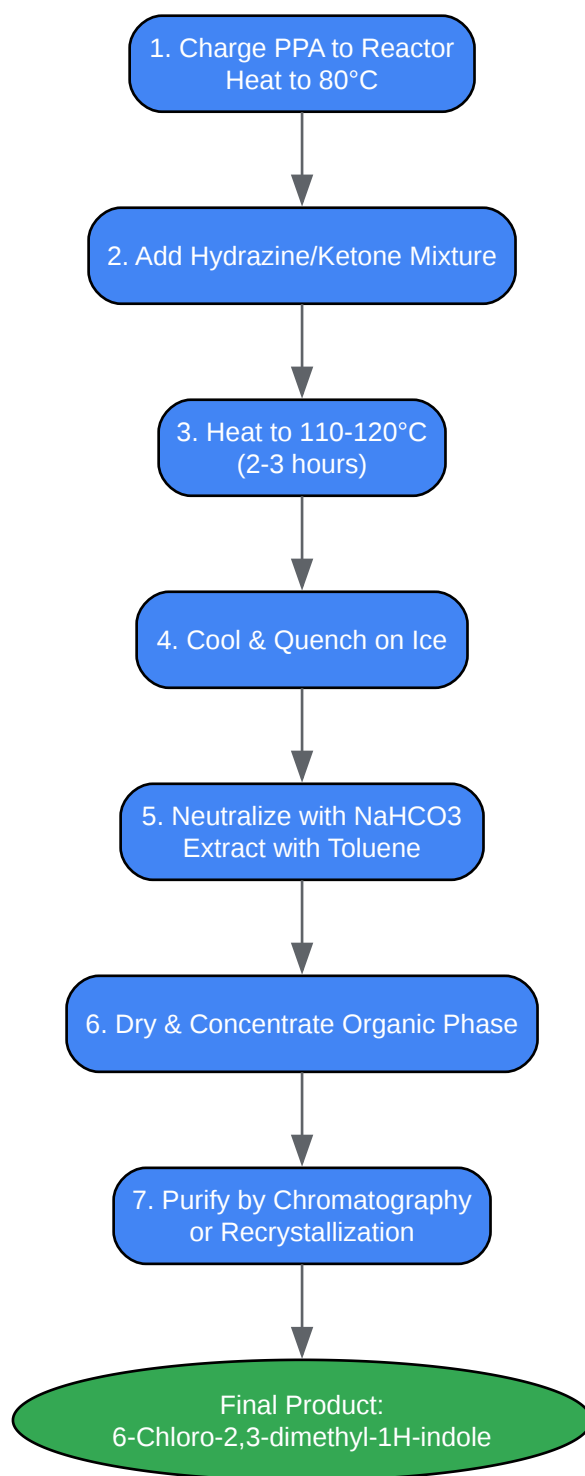 1. Charge PPA to Reactor
Heat to 80°C
2. Add Hydrazine/Ketone Mixture
3. Heat to 110-120°C
(2-3 hours)
4. Cool & Quench on Ice
5. Neutralize with NaHCO3
Extract with Toluene
6. Dry & Concentrate Organic Phase
7. Purify by Chromatography
or Recrystallization
Final Product:
6-Chloro-2,3-dimethyl-1H-indole